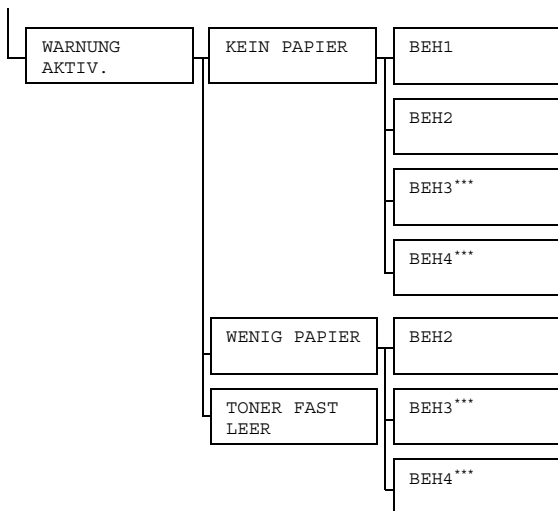 WARNUNG
AKTIV.
KEIN PAPIER
BEH1
BEH2
BEH3***
BEH4***
WENIG PAPIER
BEH2
BEH3***
BEH4***
TONER FAST
LEER